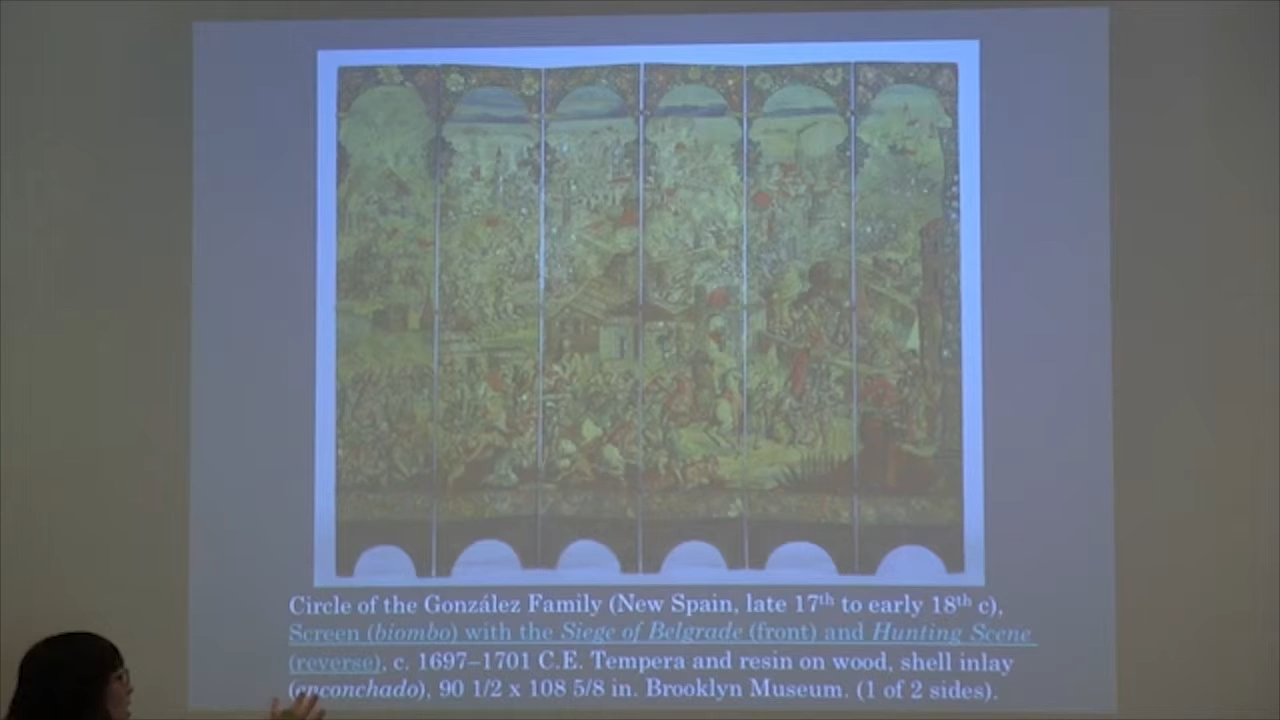 Circle of the González Family (New Spain, late 17th to early 18th c),
Screen (biombo) with the Siege of Belgrade (front) and Hunting Scene
(reverse), c. 1697–1701 C.E. Tempera and resin on wood, shell inlay
(enconchado), 90 1/2 x 108 5/8 in. Brooklyn Museum. (1 of 2 sides).